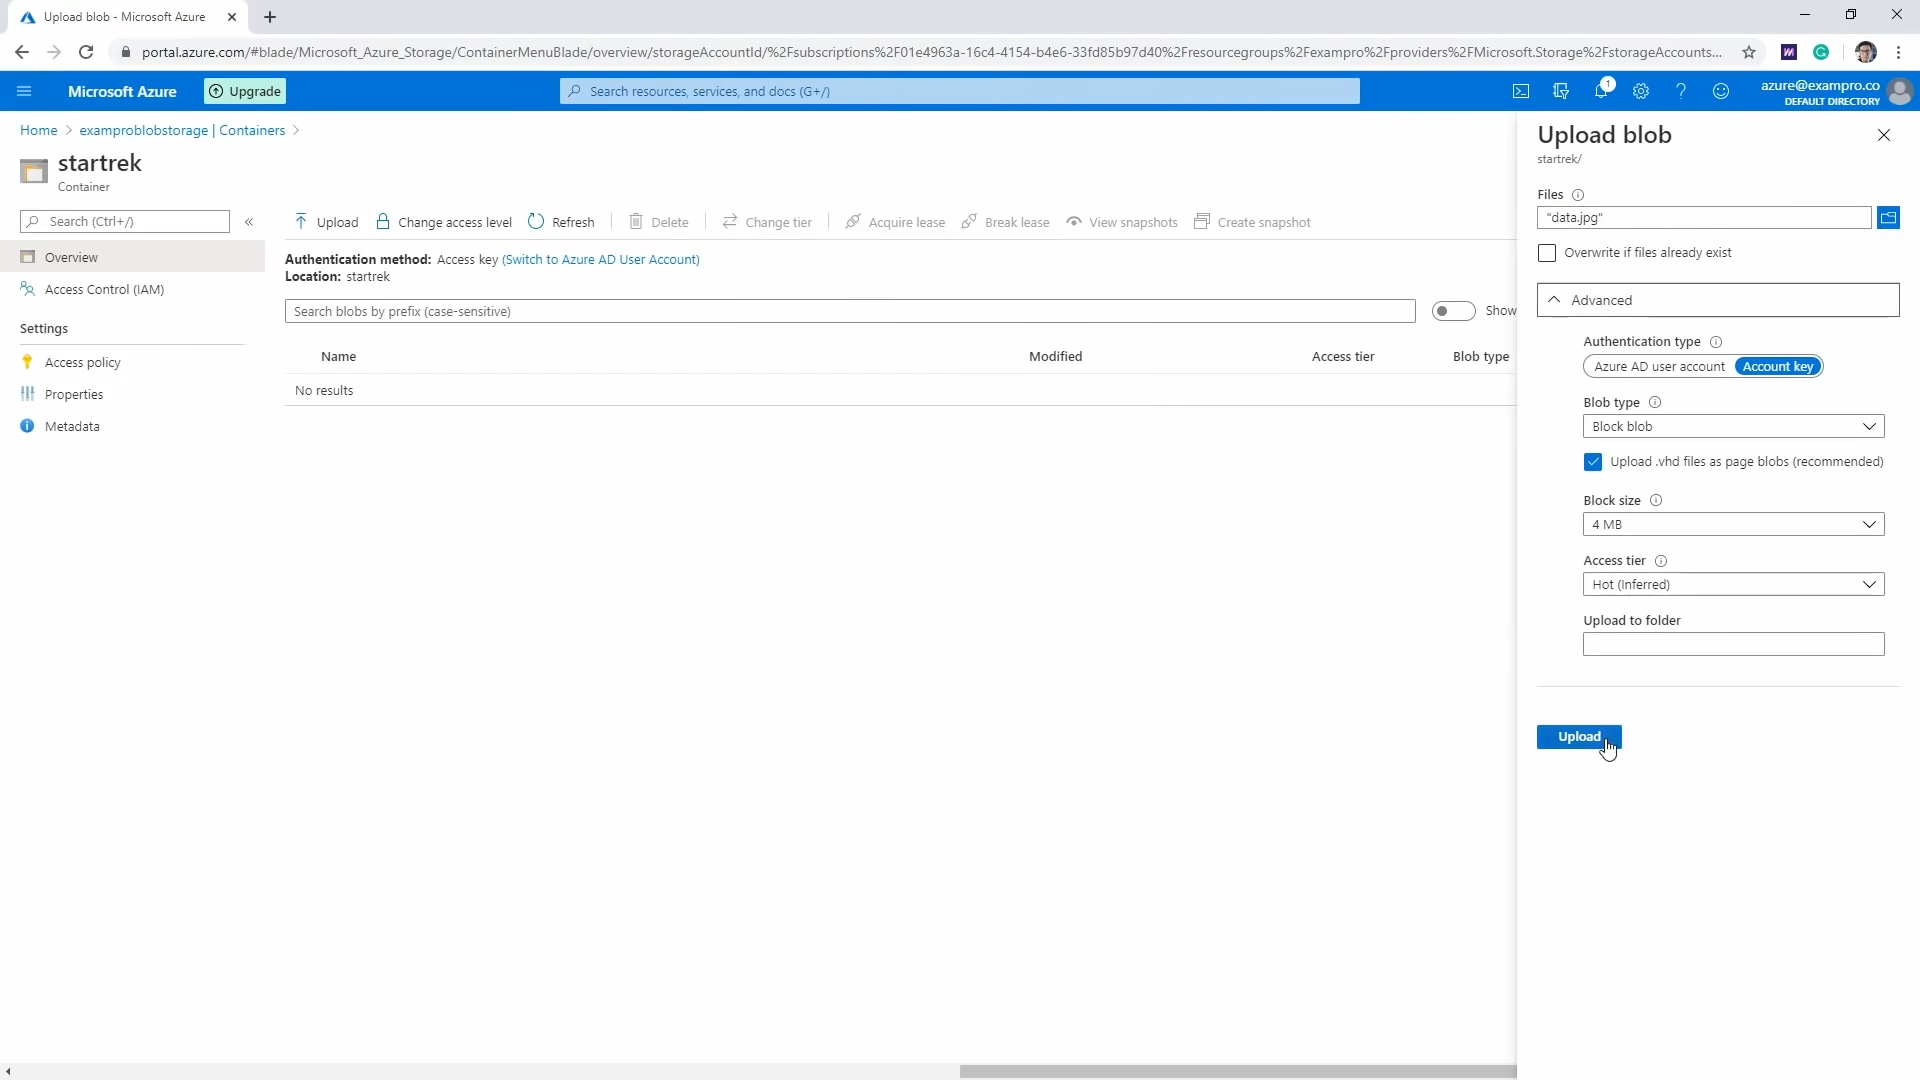 Upload blob - Microsoft Azure
portal.azure.com/#blade/Microsoft_Azure_Storage/ContainerMenuBlade/overview/storageAccountId/%2Fsubscriptions%2F01e4963a-16c4-4154-b4e6-33fd85b97d40%2Fresourcegroups%2Fexampro%2Fproviders%2FMicrosoft.Storage%2FstorageAccounts...
Microsoft Azure
Upgrade
Search resources, services, and docs (G+/)
1
azure@exampro.co
DEFAULT DIRECTORY
Home > examproblobstorage | Containers >
startrek
Container
Search (Ctrl+/)
Overview
Access Control (IAM)
Settings
Access policy
Properties
Metadata
Upload
Change access level
Refresh
Delete
Change tier
Acquire lease
Break lease
View snapshots
Create snapshot
Authentication method: Access key (Switch to Azure AD User Account)
Location: startrek
Search blobs by prefix (case-sensitive)
Show
Name
Modified
Access tier
Blob type
No results
Upload blob
startrek/
Files
"data.jpg"
Overwrite if files already exist
Advanced
Authentication type
Azure AD user account
Account key
Blob type
Block blob
Upload .vhd files as page blobs (recommended)
Block size
4 MB
Access tier
Hot (Inferred)
Upload to folder
Upload